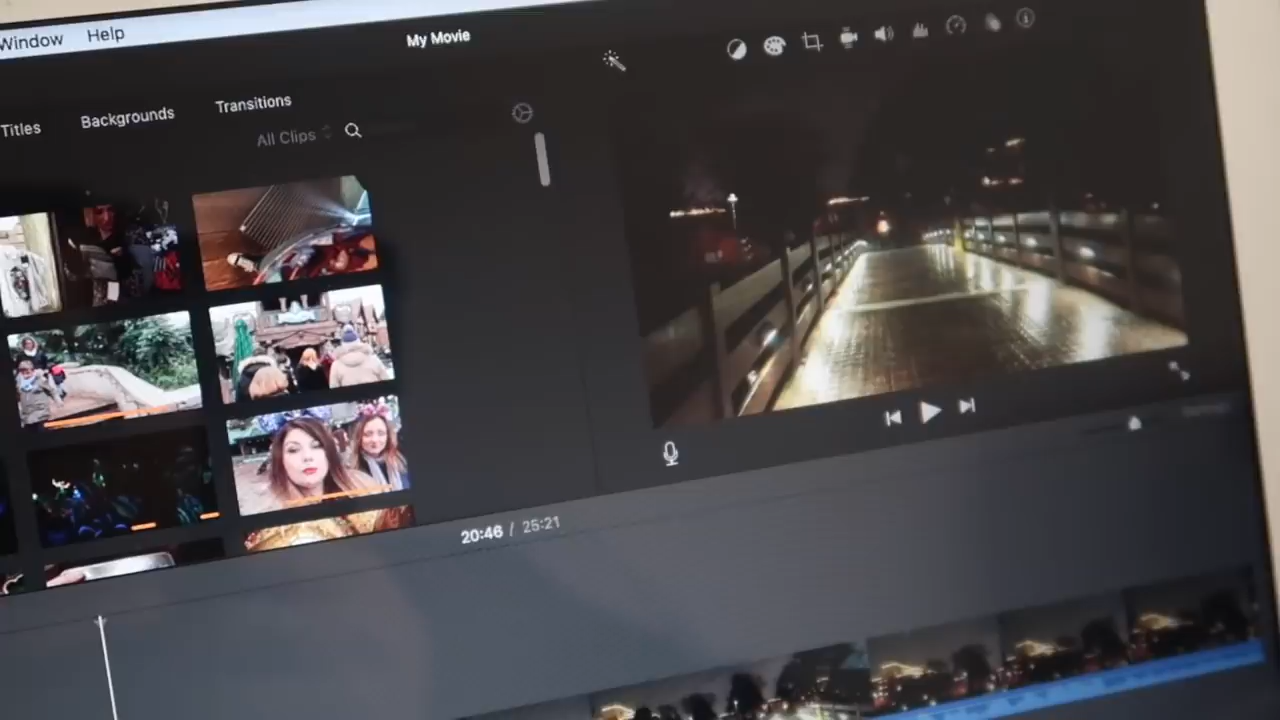 Window Help
My Movie
Titles Backgrounds Transitions
All Clips
20:46 / 25:21